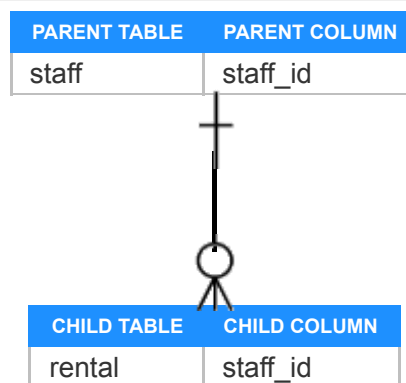 PARENT TABLE PARENT COLUMN
staff staff_id
CHILD TABLE CHILD COLUMN
rental staff_id